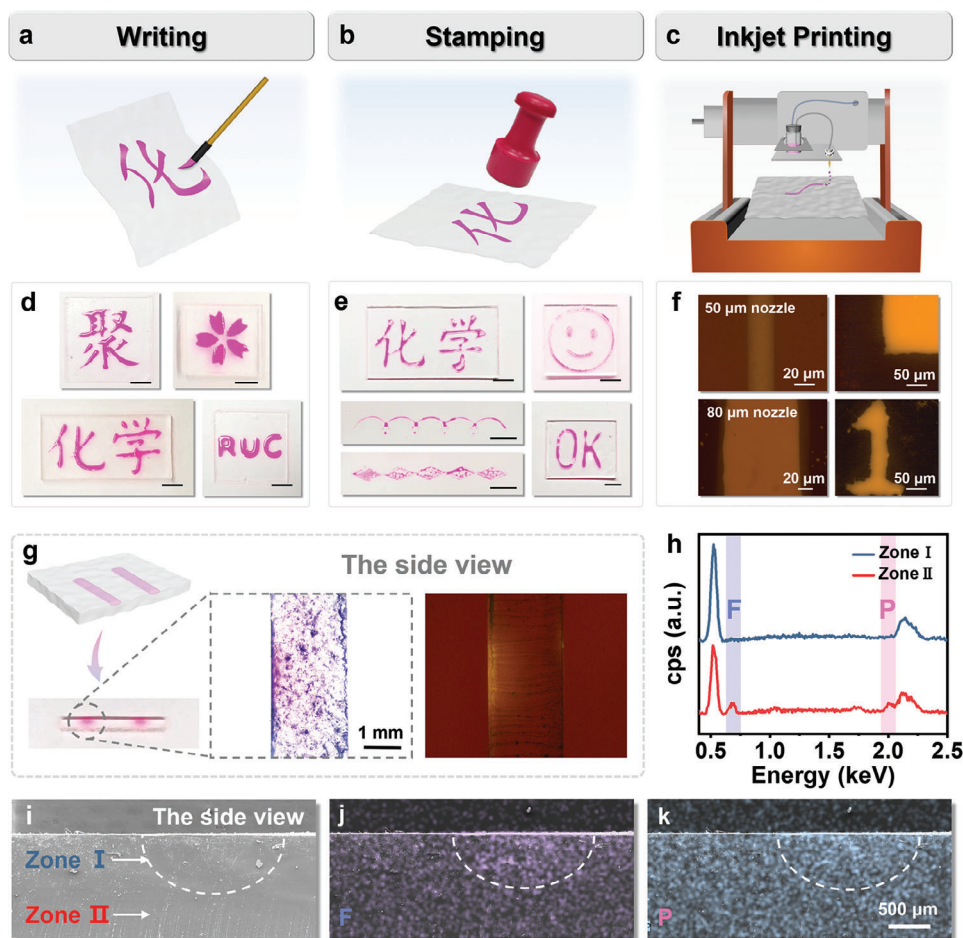 a Writing
b Stamping
c Inkjet Printing
化
化
d
聚
化学
RUC
e
化学
OK
f
50 µm nozzle
20 µm
50 µm
80 µm nozzle
20 µm
1
50 µm
g
The side view
1 mm
h
Zone Ⅰ
Zone Ⅱ
F
P
cps (a.u.)
0.5 1.0 1.5 2.0 2.5
Energy (keV)
i
The side view
Zone Ⅰ
Zone Ⅱ
j
F
k
P
500 µm